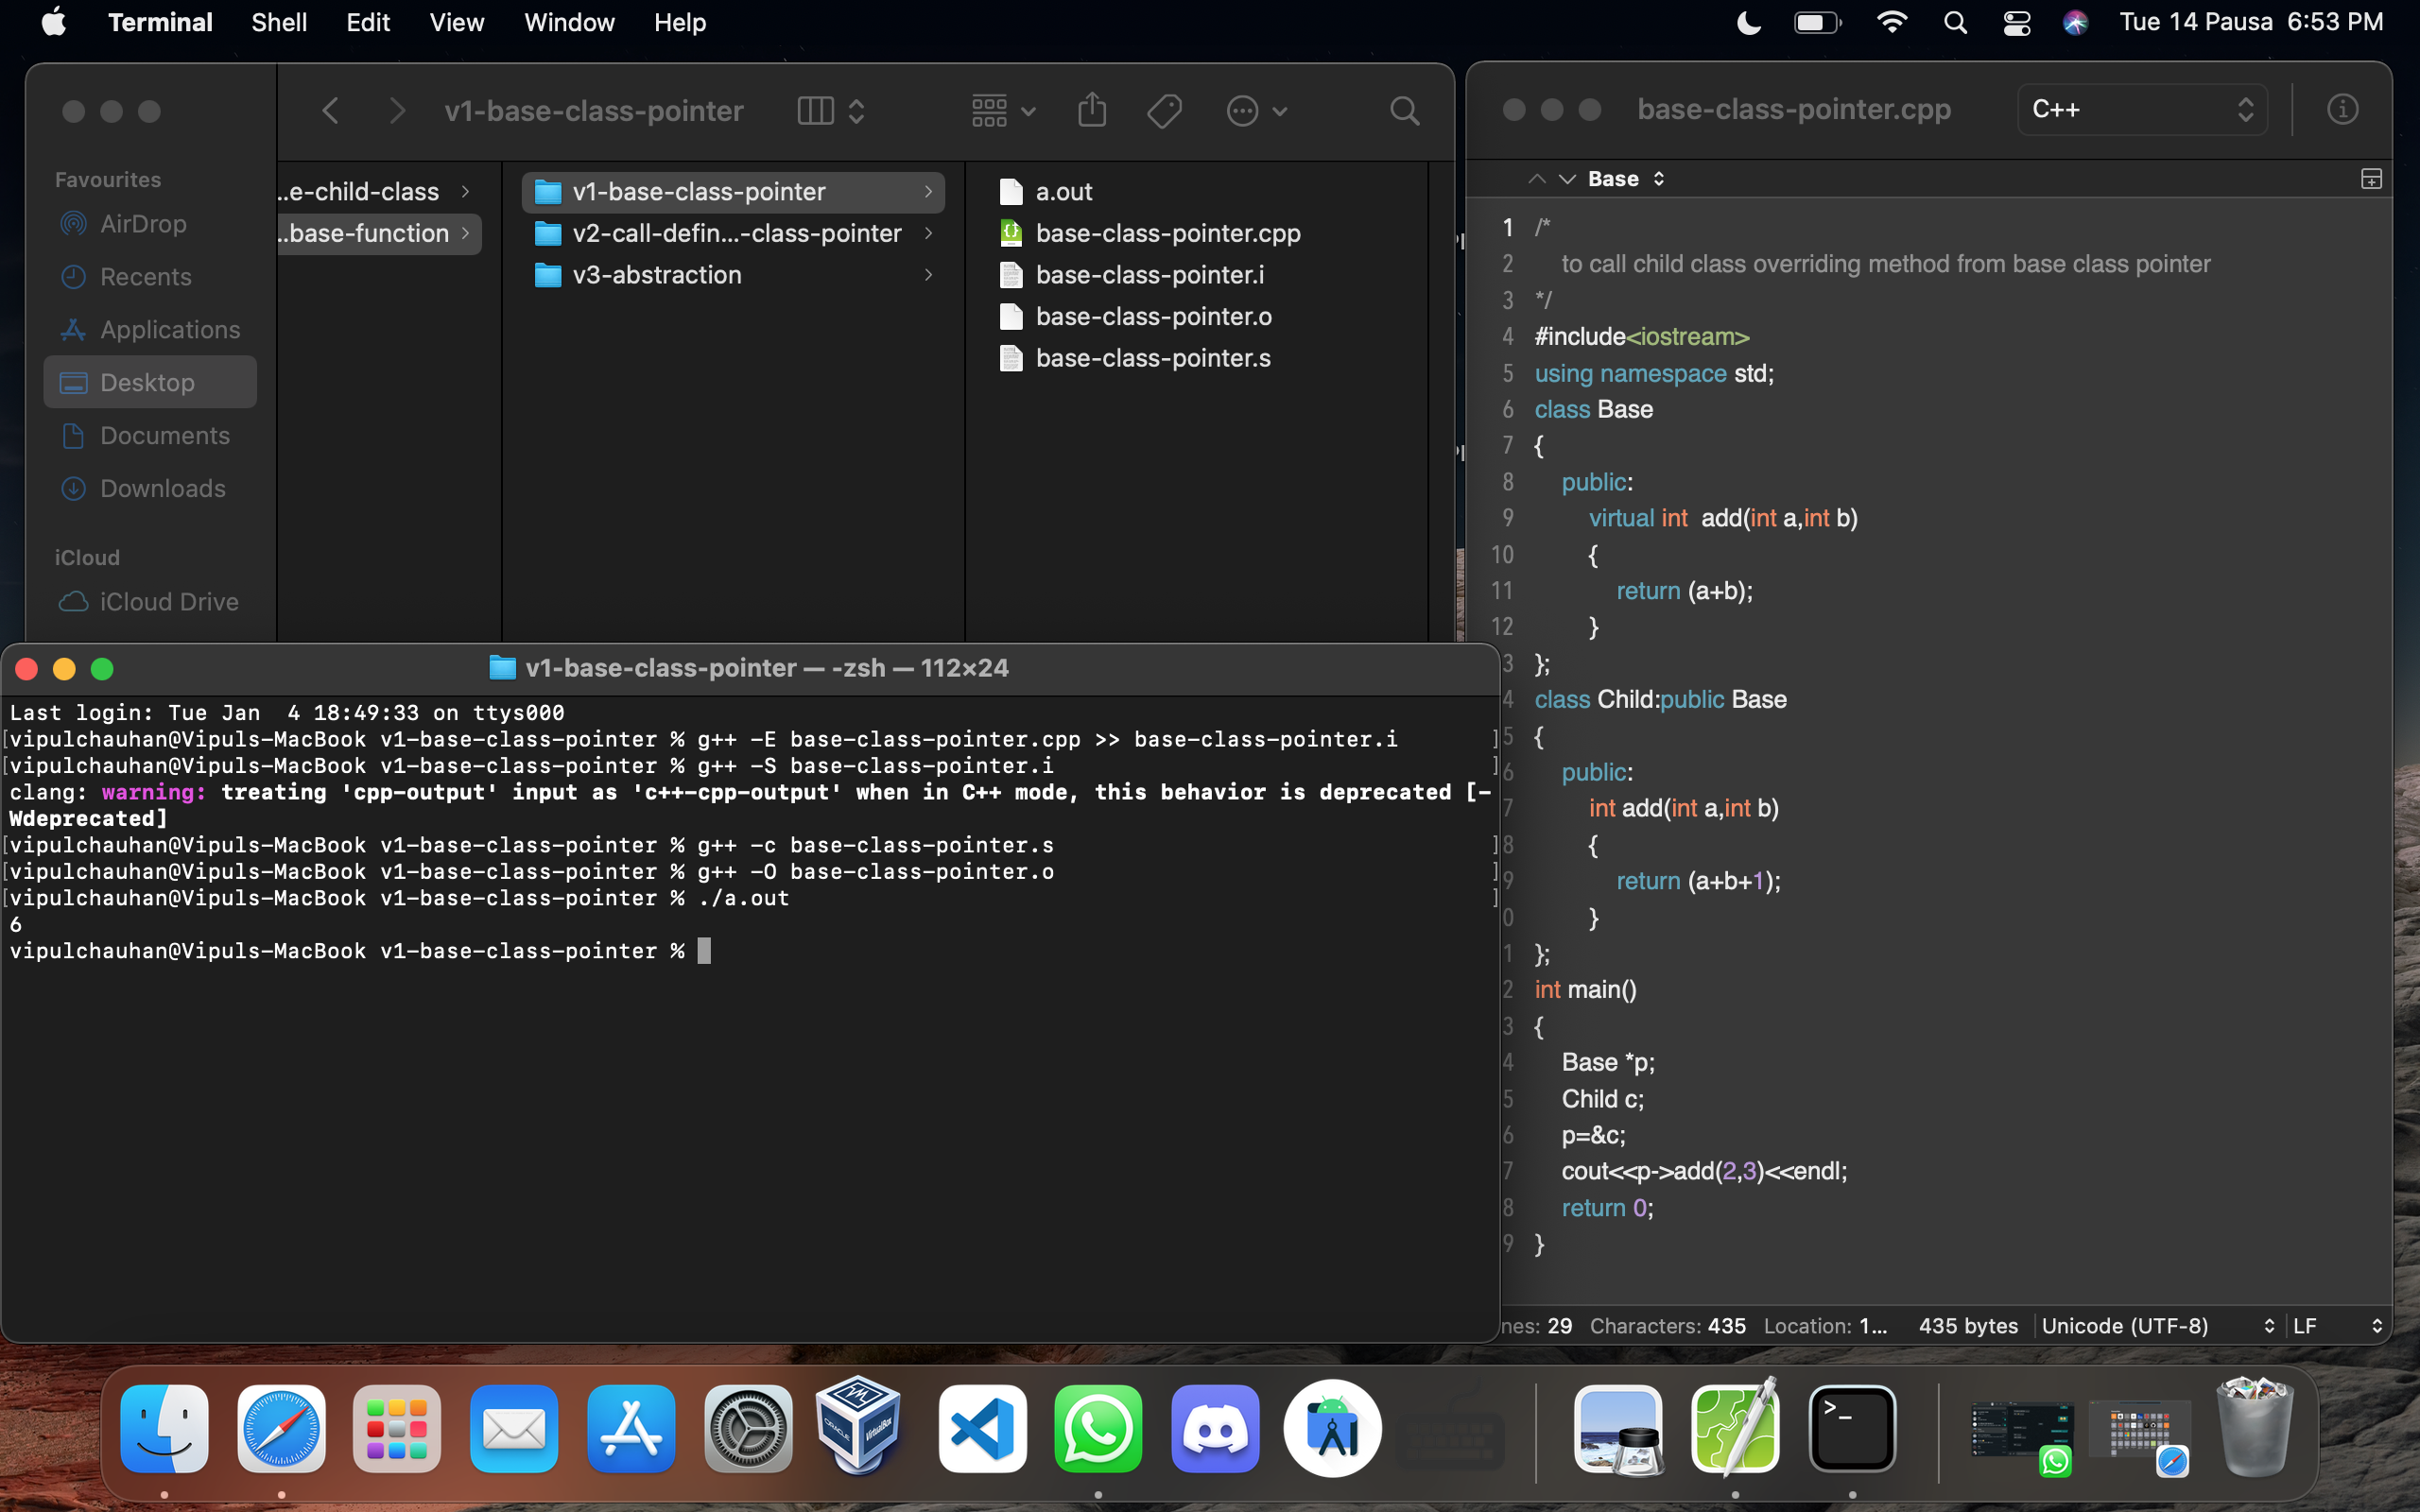 Terminal Shell Edit View Window Help
Tue 14 Pausa 6:53 PM
v1-base-class-pointer
Favourites
AirDrop
Recents
Applications
Desktop
Documents
Downloads
iCloud
iCloud Drive
..e-child-class
..base-function
v1-base-class-pointer
v2-call-defin...-class-pointer
v3-abstraction
a.out
base-class-pointer.cpp
base-class-pointer.i
base-class-pointer.o
base-class-pointer.s
base-class-pointer.cpp
C++
Base
1 /*
2 to call child class overriding method from base class pointer
3 */
4 #include<iostream>
5 using namespace std;
6 class Base
7 {
8 public:
9 virtual int  add(int a,int b)
10 {
11 return (a+b);
12 }
3 };
4 class Child:public Base
5 {
6 public:
7 int add(int a,int b)
8 {
9 return (a+b+1);
0 }
1 };
2 int main()
3 {
4 Base *p;
5 Child c;
6 p=&c;
7 cout<<p->add(2,3)<<endl;
8 return 0;
9 }
nes: 29 Characters: 435 Location: 1... 435 bytes Unicode (UTF-8) LF
v1-base-class-pointer — -zsh — 112×24
Last login: Tue Jan  4 18:49:33 on ttys000
[vipulchauhan@Vipuls-MacBook v1-base-class-pointer % g++ -E base-class-pointer.cpp >> base-class-pointer.i ]
[vipulchauhan@Vipuls-MacBook v1-base-class-pointer % g++ -S base-class-pointer.i ]
clang: warning: treating 'cpp-output' input as 'c++-cpp-output' when in C++ mode, this behavior is deprecated [-
Wdeprecated]
[vipulchauhan@Vipuls-MacBook v1-base-class-pointer % g++ -c base-class-pointer.s ]
[vipulchauhan@Vipuls-MacBook v1-base-class-pointer % g++ -O base-class-pointer.o ]
[vipulchauhan@Vipuls-MacBook v1-base-class-pointer % ./a.out ]
6
vipulchauhan@Vipuls-MacBook v1-base-class-pointer %
ORACLE
VirtualBox
>_